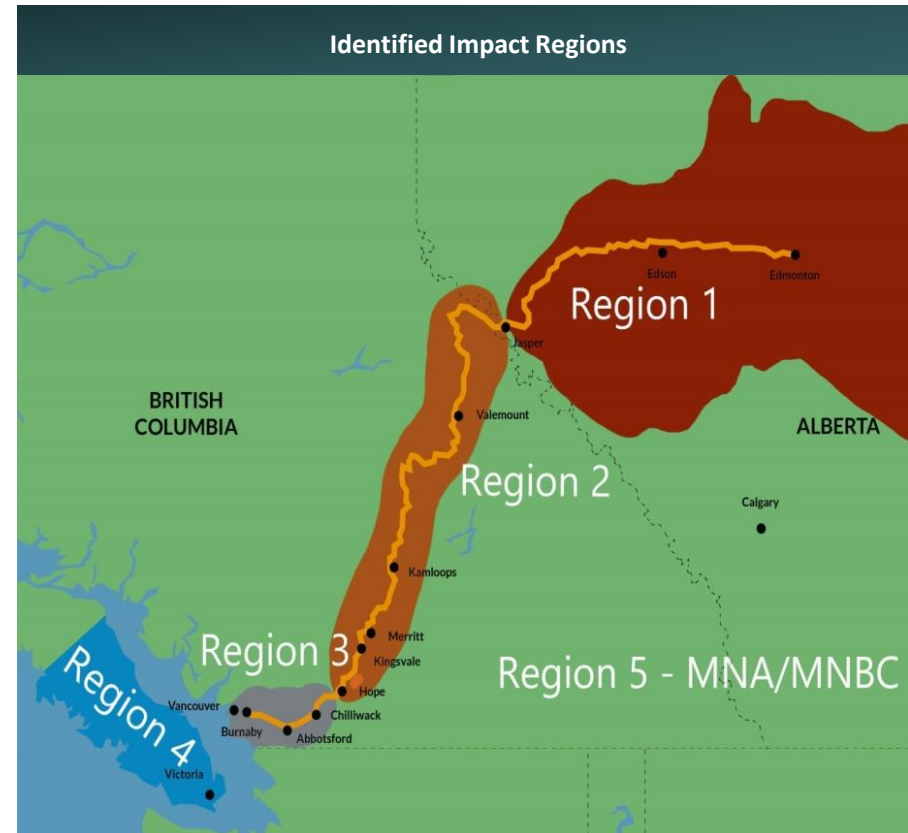 Identified Impact Regions
Edson
Edmonton
Region 1
Jasper
BRITISH
COLUMBIA
Valemount
ALBERTA
Region 2
Calgary
Kamloops
Merritt
Region 3
Kingsvale
Region 5 - MNA/MNBC
Hope
Region 4
Vancouver
Chilliwack
Burnaby
Abbotsford
Victoria